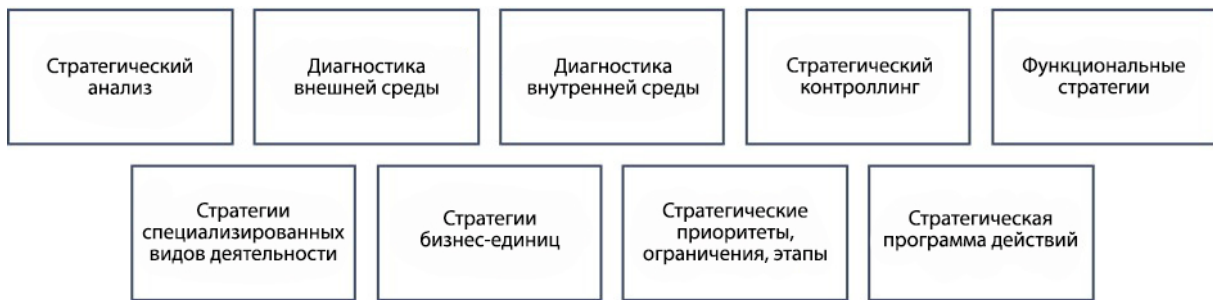 Стратегический
анализ
Диагностика
внешней среды
Диагностика
внутренней среды
Стратегический
контроллинг
Функциональные
стратегии
Стратегии
специализированных
видов деятельности
Стратегии
бизнес-единиц
Стратегические
приоритеты,
ограничения, этапы
Стратегическая
программа действий